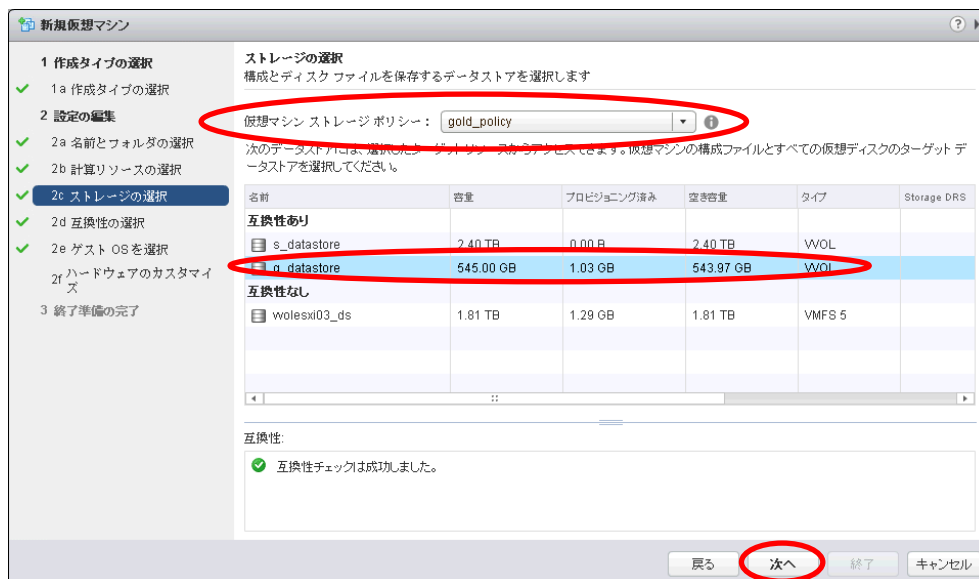 新規仮想マシン
1 作成タイプの選択
1a 作成タイプの選択
2 設定の編集
2a 名前とフォルダの選択
2b 計算リソースの選択
2c ストレージの選択
2d 互換性の選択
2e ゲスト OSを選択
2f ハードウェアのカスタマイ
ズ
3 終了準備の完了
ストレージの選択
構成とディスク ファイルを保存するデータストアを選択します
仮想マシン ストレージ ポリシー: gold_policy
次のデータストアには、選択したターゲットリソースからアクセスできます。仮想マシンの構成ファイルとすべての仮想ディスクのターゲット デ
ータストアを選択してください。
名前 容量 プロビジョニング済み 空き容量 タイプ Storage DRS
互換性あり
s_datastore 2.40 TB 0.00 B 2.40 TB VVOL
g_datastore 545.00 GB 1.03 GB 543.97 GB VVOL
互換性なし
wolesxi03_ds 1.81 TB 1.29 GB 1.81 TB VMFS 5
互換性:
互換性チェックは成功しました。
戻る 次へ 終了 キャンセル